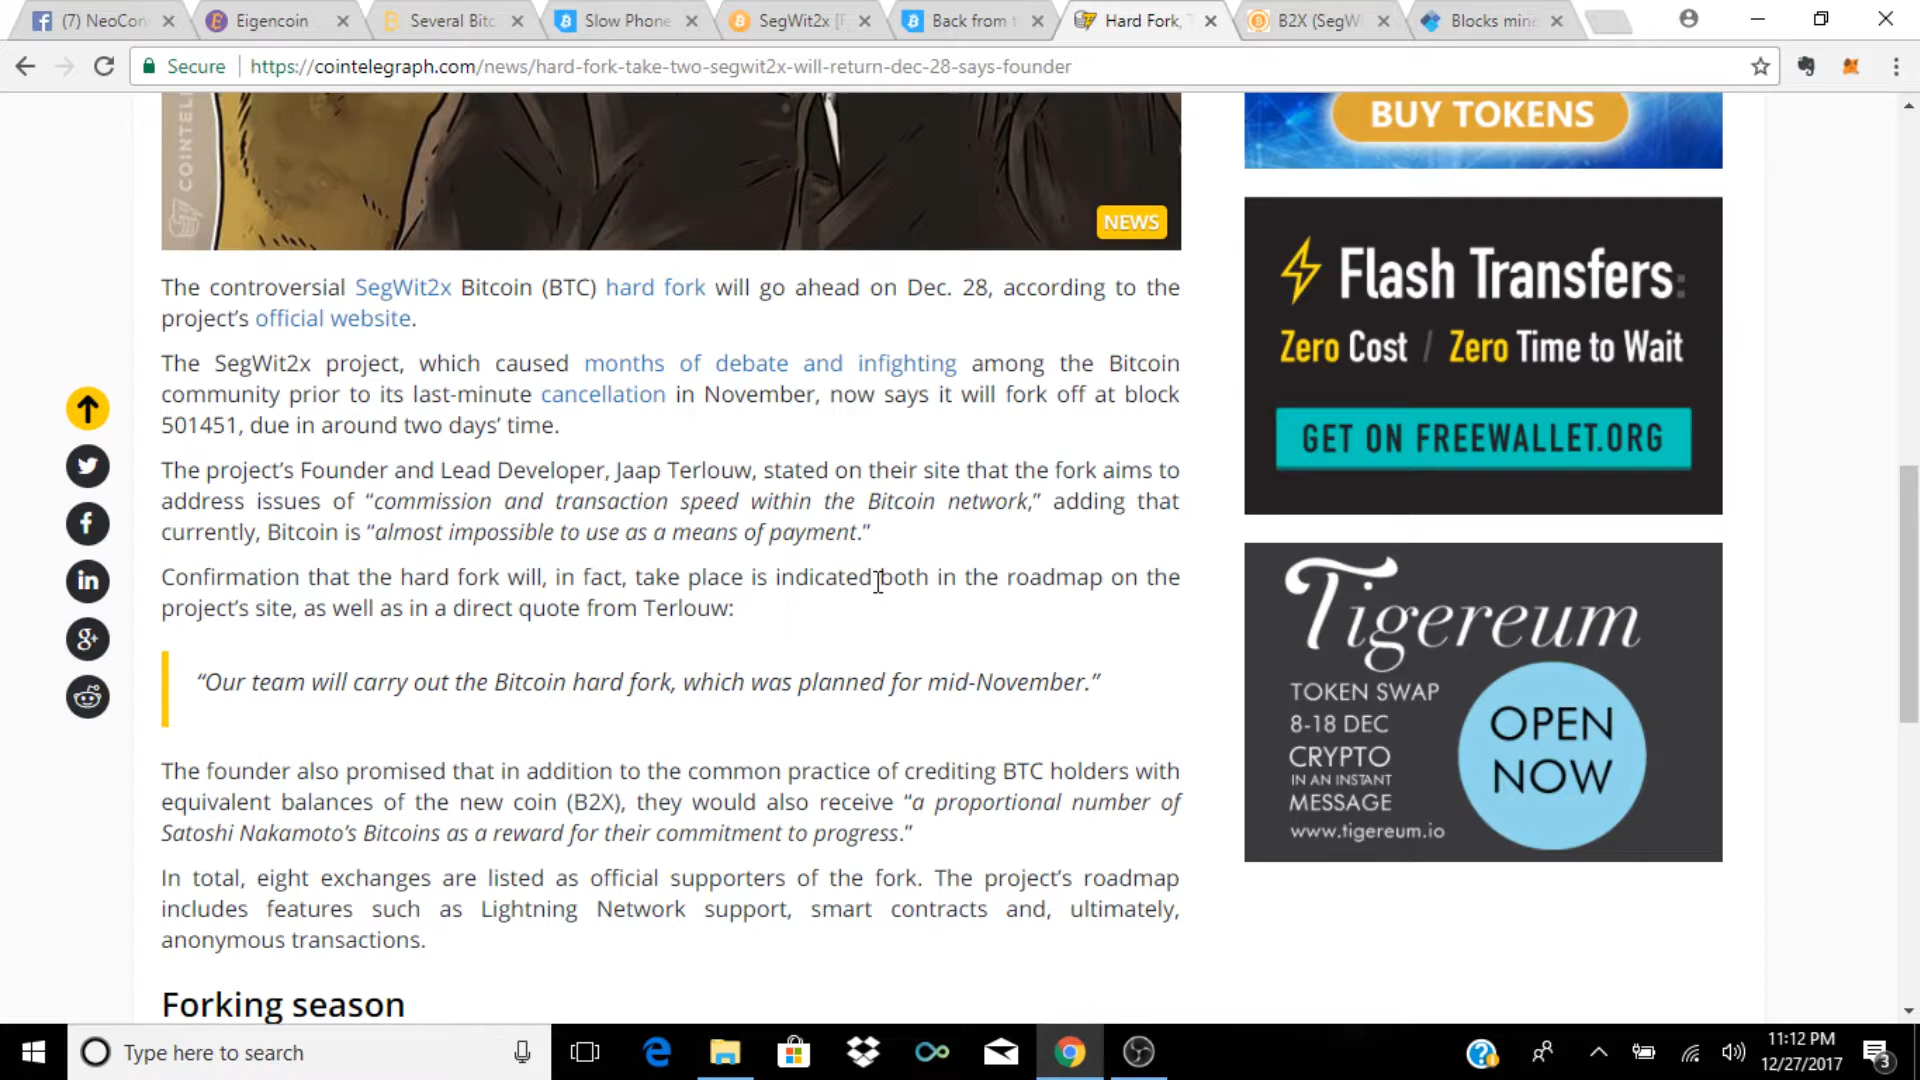 (7) NeoCon
Eigencoin
Several Bitc
Slow Phone
SegWit2x [F
Back from t
Hard Fork, T
B2X (SegW
Blocks mine
Secure | https://cointelegraph.com/news/hard-fork-take-two-segwit2x-will-return-dec-28-says-founder
COINTEL
NEWS
BUY TOKENS
The controversial SegWit2x Bitcoin (BTC) hard fork will go ahead on Dec. 28, according to the
project's official website.
The SegWit2x project, which caused months of debate and infighting among the Bitcoin
community prior to its last-minute cancellation in November, now says it will fork off at block
501451, due in around two days' time.
The project's Founder and Lead Developer, Jaap Terlouw, stated on their site that the fork aims to
address issues of “commission and transaction speed within the Bitcoin network,” adding that
currently, Bitcoin is “almost impossible to use as a means of payment.”
Confirmation that the hard fork will, in fact, take place is indicated both in the roadmap on the
project's site, as well as in a direct quote from Terlouw:
“Our team will carry out the Bitcoin hard fork, which was planned for mid-November.”
The founder also promised that in addition to the common practice of crediting BTC holders with
equivalent balances of the new coin (B2X), they would also receive “a proportional number of
Satoshi Nakamoto's Bitcoins as a reward for their commitment to progress.”
In total, eight exchanges are listed as official supporters of the fork. The project's roadmap
includes features such as Lightning Network support, smart contracts and, ultimately,
anonymous transactions.
Forking season
Flash Transfers:
Zero Cost / Zero Time to Wait
GET ON FREEWALLET.ORG
Tigereum
TOKEN SWAP
8-18 DEC
CRYPTO
IN AN INSTANT
MESSAGE
www.tigereum.io
OPEN
NOW
Type here to search
11:12 PM
12/27/2017
3